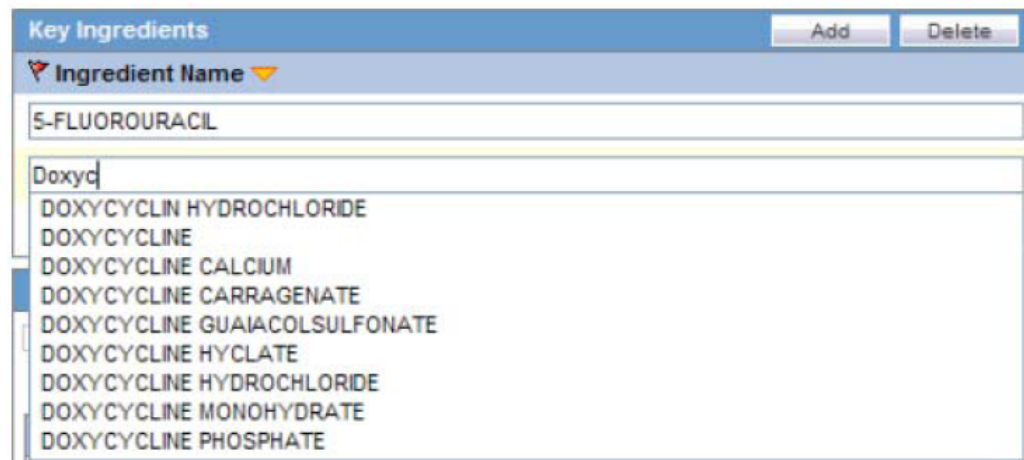 Key Ingredients Add Delete
Ingredient Name
5-FLUOROURACIL
Doxyc
DOXYCYCLIN HYDROCHLORIDE
DOXYCYCLINE
DOXYCYCLINE CALCIUM
DOXYCYCLINE CARRAGENATE
DOXYCYCLINE GUAIACOLSULFONATE
DOXYCYCLINE HYCLATE
DOXYCYCLINE HYDROCHLORIDE
DOXYCYCLINE MONOHYDRATE
DOXYCYCLINE PHOSPHATE